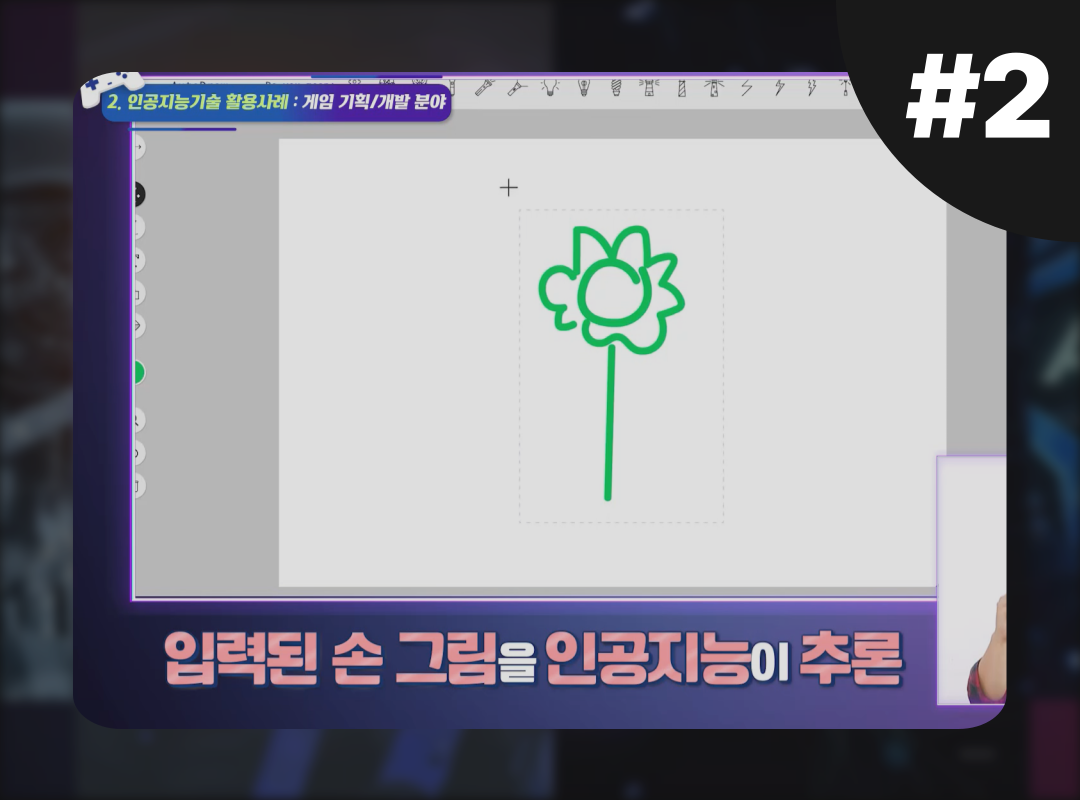 #2
2. 인공지능기술 활용사례 : 게임 기획/개발 분야
입력된 손 그림을 인공지능이 추론